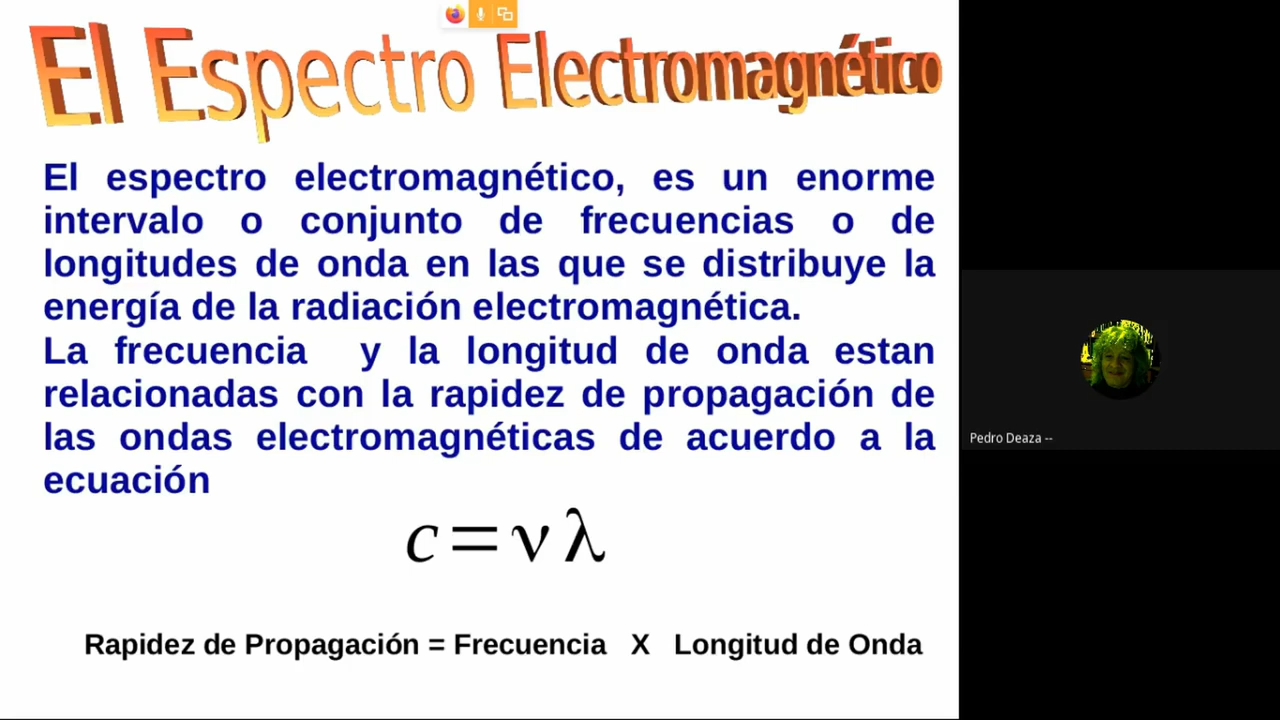 El Espectro Electromagnético
El espectro electromagnético, es un enorme
intervalo o conjunto de frecuencias o de
longitudes de onda en las que se distribuye la
energía de la radiación electromagnética.
La frecuencia y la longitud de onda estan
relacionadas con la rapidez de propagación de
las ondas electromagnéticas de acuerdo a la
ecuación
c = ν λ
Rapidez de Propagación = Frecuencia X Longitud de Onda
Pedro Deaza --